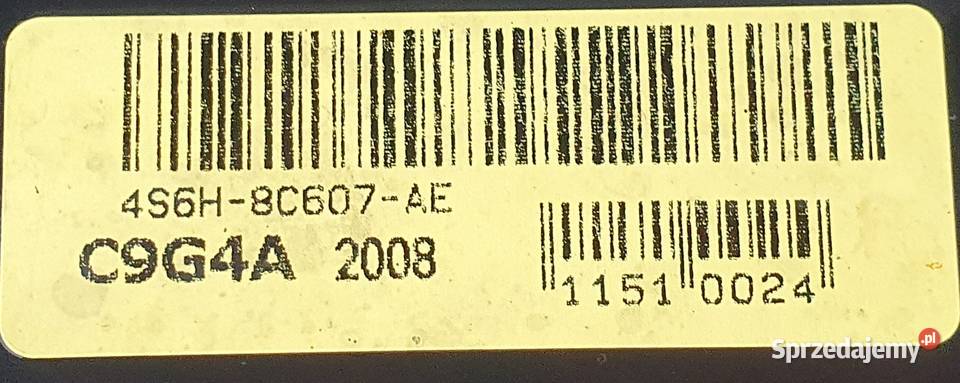 4S6H-8C607-AE
C9G4A 2008
1151 0024
Sprzedajemy.pl